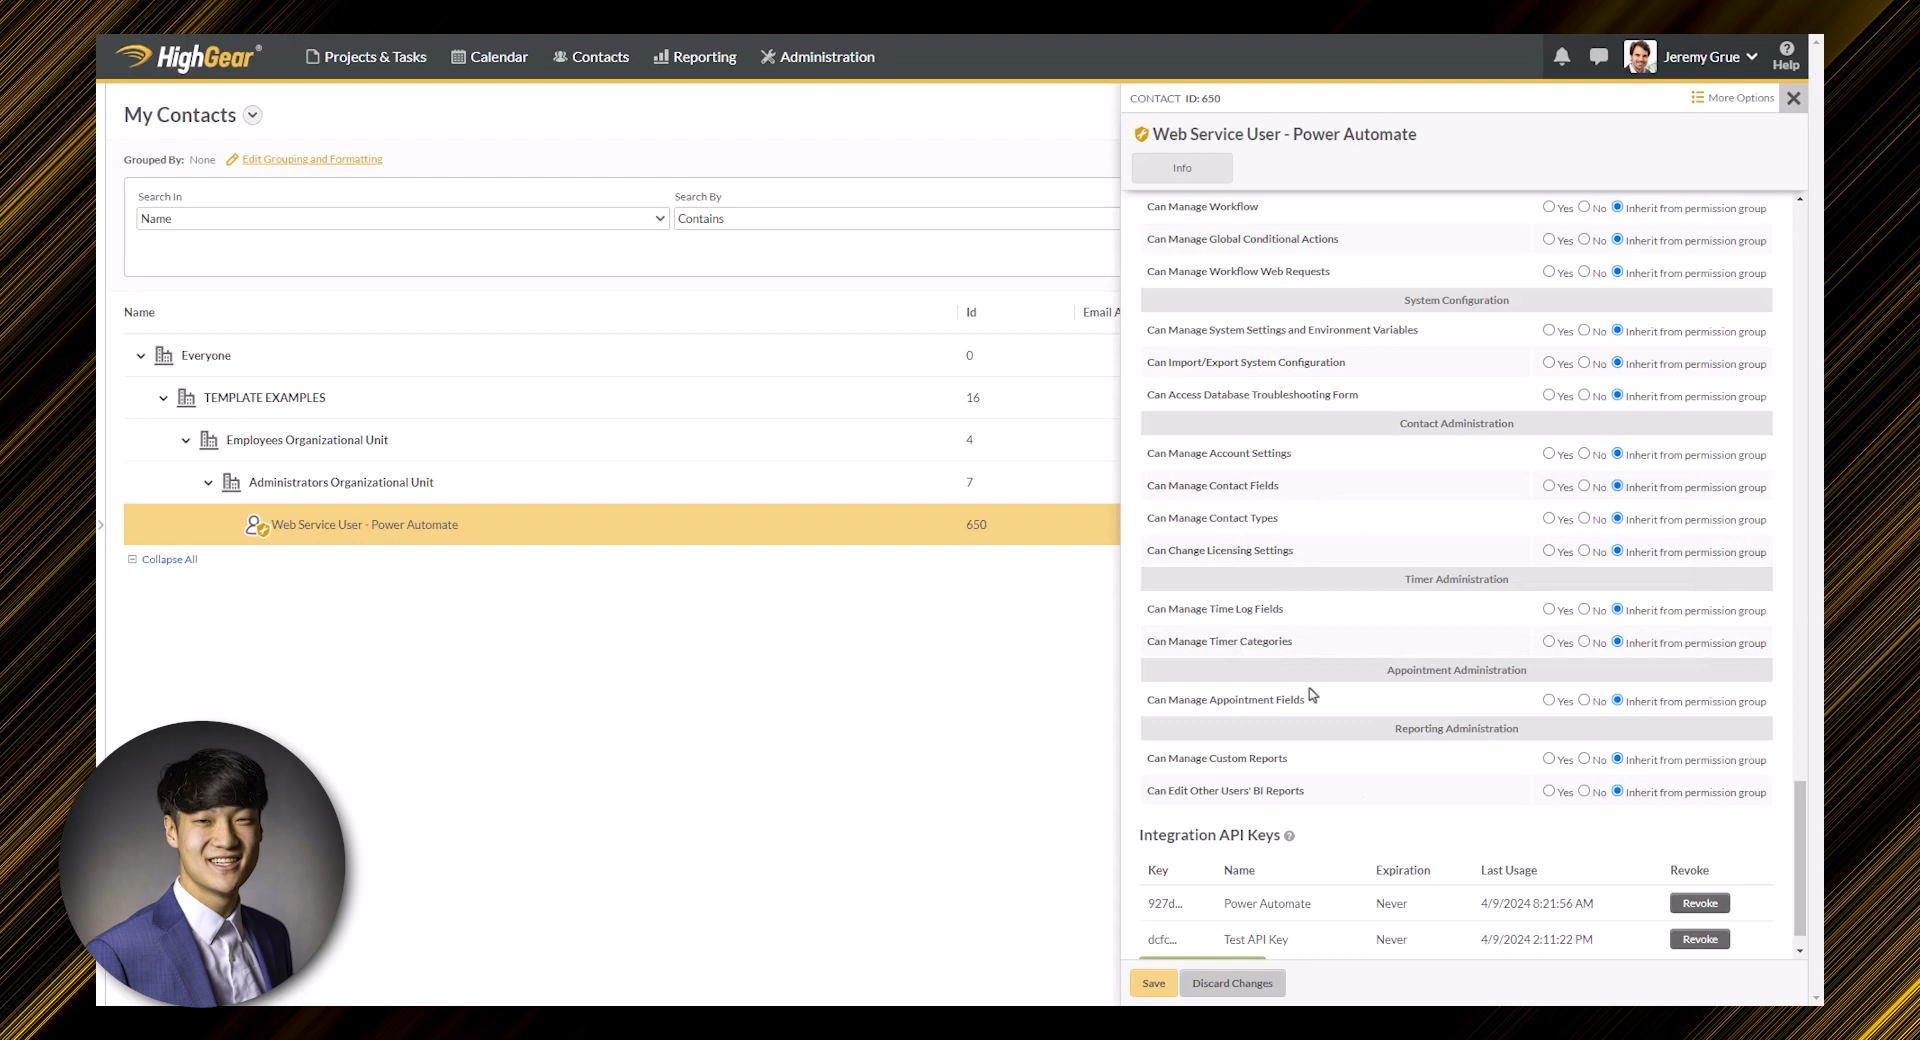 HighGear®
Projects & Tasks
Calendar
Contacts
Reporting
Administration
Jeremy Grue
Help
My Contacts
Grouped By: None
Edit Grouping and Formatting
Search In
Search By
Name
Contains
Name
Id
Email A
Everyone
0
TEMPLATE EXAMPLES
16
Employees Organizational Unit
4
Administrators Organizational Unit
7
Web Service User - Power Automate
650
Collapse All
CONTACT ID: 650
More Options
Web Service User - Power Automate
Info
Can Manage Workflow Yes No Inherit from permission group
Can Manage Global Conditional Actions Yes No Inherit from permission group
Can Manage Workflow Web Requests Yes No Inherit from permission group
System Configuration
Can Manage System Settings and Environment Variables Yes No Inherit from permission group
Can Import/Export System Configuration Yes No Inherit from permission group
Can Access Database Troubleshooting Form Yes No Inherit from permission group
Contact Administration
Can Manage Account Settings Yes No Inherit from permission group
Can Manage Contact Fields Yes No Inherit from permission group
Can Manage Contact Types Yes No Inherit from permission group
Can Change Licensing Settings Yes No Inherit from permission group
Timer Administration
Can Manage Time Log Fields Yes No Inherit from permission group
Can Manage Timer Categories Yes No Inherit from permission group
Appointment Administration
Can Manage Appointment Fields Yes No Inherit from permission group
Reporting Administration
Can Manage Custom Reports Yes No Inherit from permission group
Can Edit Other Users' BI Reports Yes No Inherit from permission group
Integration API Keys ?
Key Name Expiration Last Usage Revoke
927d... Power Automate Never 4/9/2024 8:21:56 AM Revoke
dcfc... Test API Key Never 4/9/2024 2:11:22 PM Revoke
Save
Discard Changes